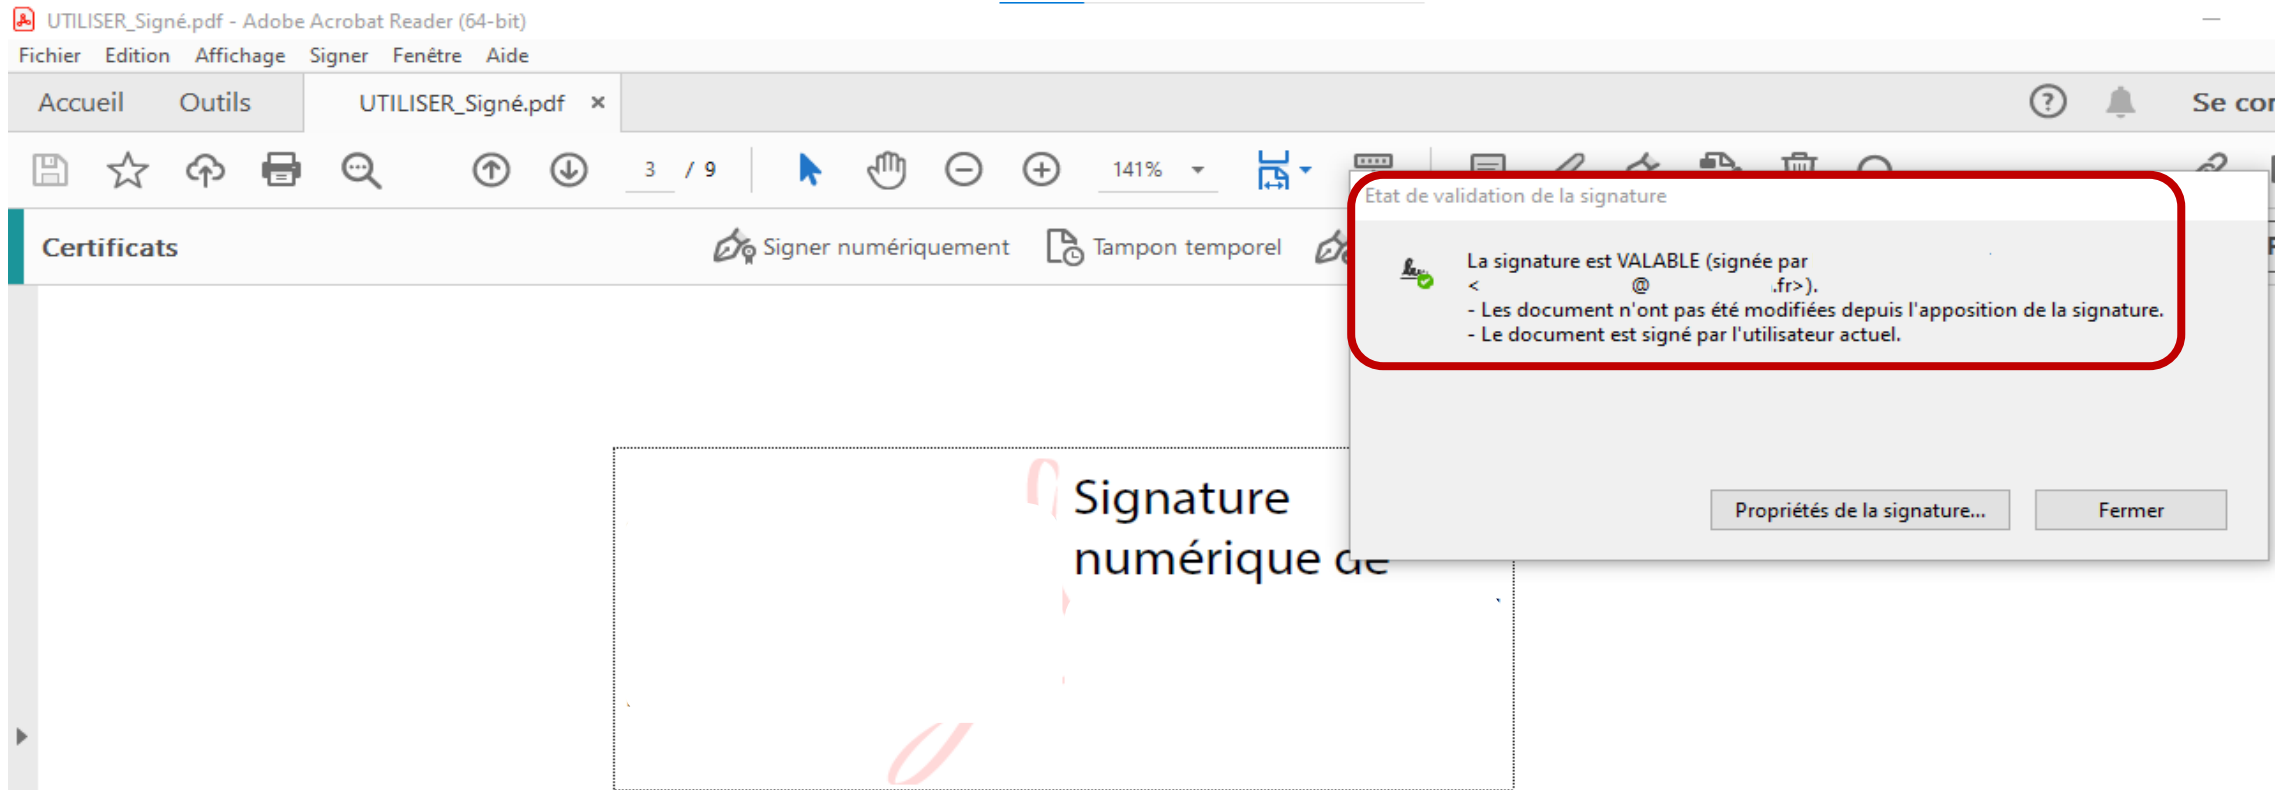 UTILISER_Signé.pdf - Adobe Acrobat Reader (64-bit)
Fichier Edition Affichage Signer Fenêtre Aide
Accueil Outils UTILISER_Signé.pdf ×
? Se cor
3 / 9 141%
Etat de validation de la signature
Certificats Signer numériquement Tampon temporel
La signature est VALABLE (signée par
< @ .fr>).
- Les document n'ont pas été modifiées depuis l'apposition de la signature.
- Le document est signé par l'utilisateur actuel.
Propriétés de la signature... Fermer
Signature
numérique de